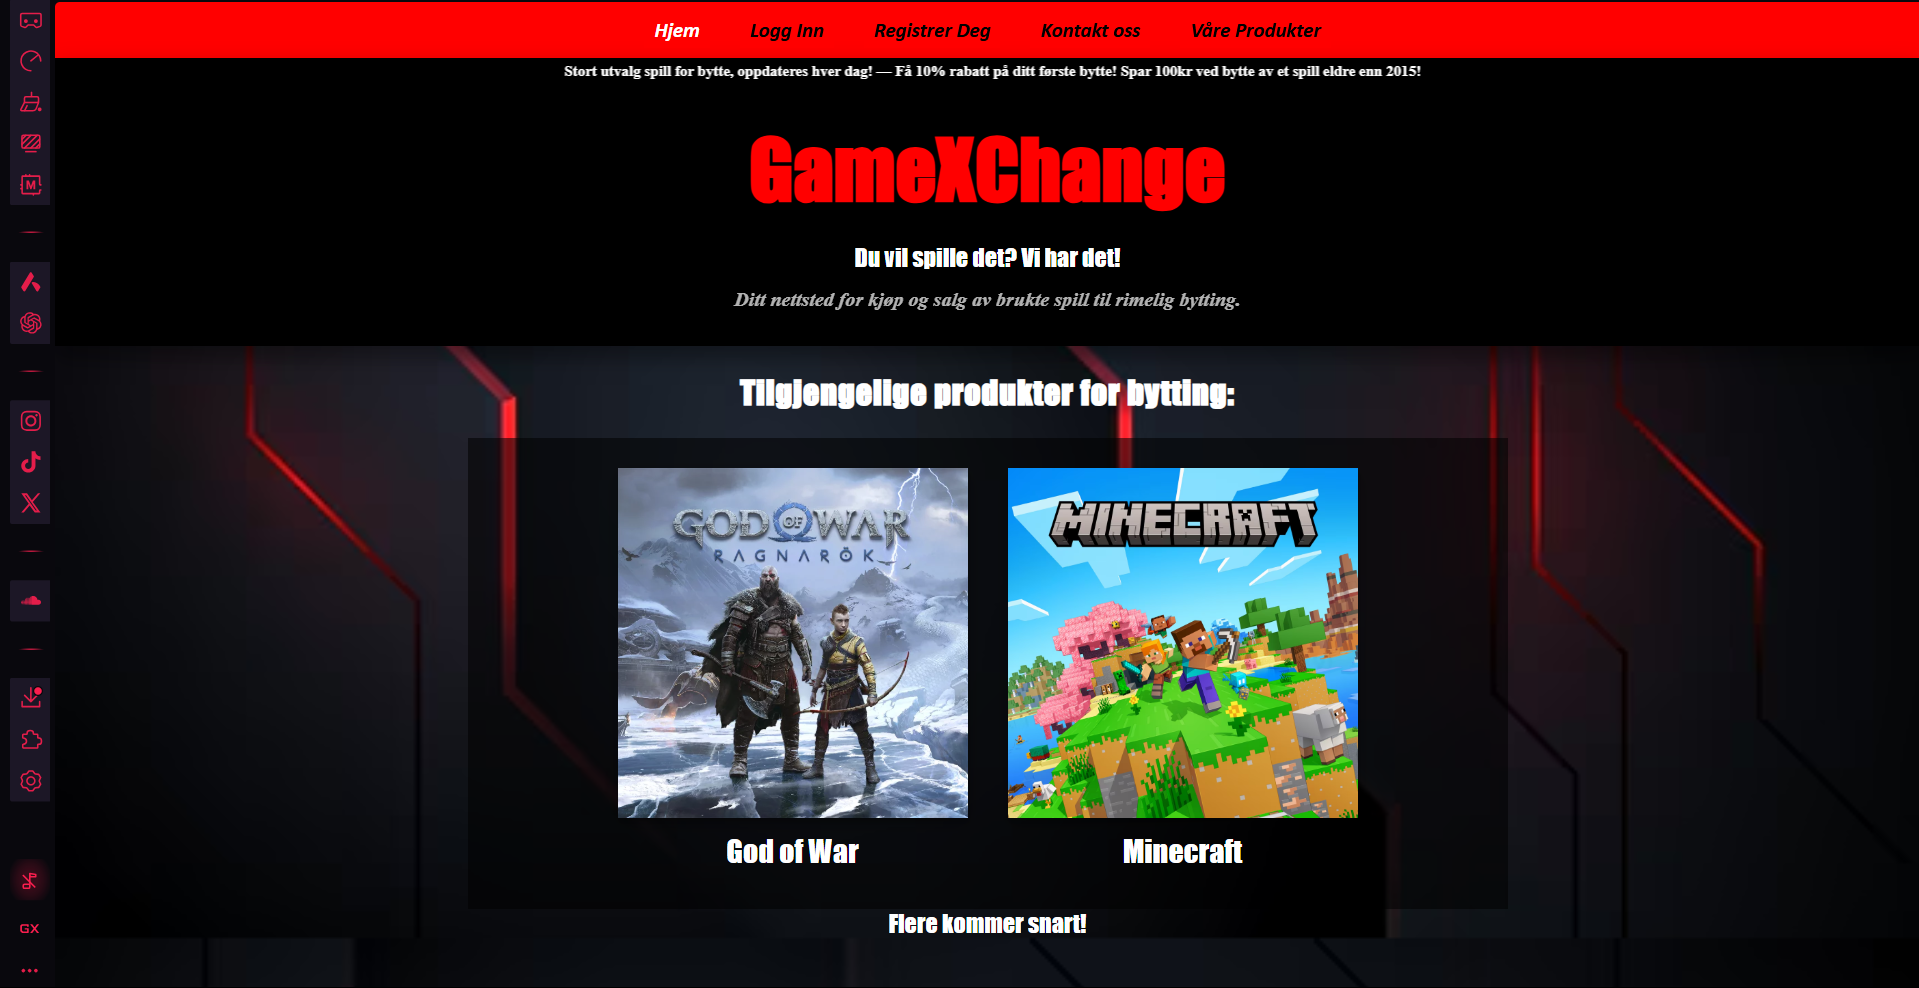 Hjem Logg Inn Registrer Deg Kontakt oss Våre Produkter
Stort utvalg spill for bytte, oppdateres hver dag! — Få 10% rabatt på ditt første bytte! Spar 100kr ved bytte av et spill eldre enn 2015!
GameXChange
Du vil spille det? Vi har det!
Ditt nettsted for kjøp og salg av brukte spill til rimelig bytting.
Tilgjengelige produkter for bytting:
GOD OF WAR
RAGNARÖK
MINECRAFT
God of War
Minecraft
Flere kommer snart!
M
GX